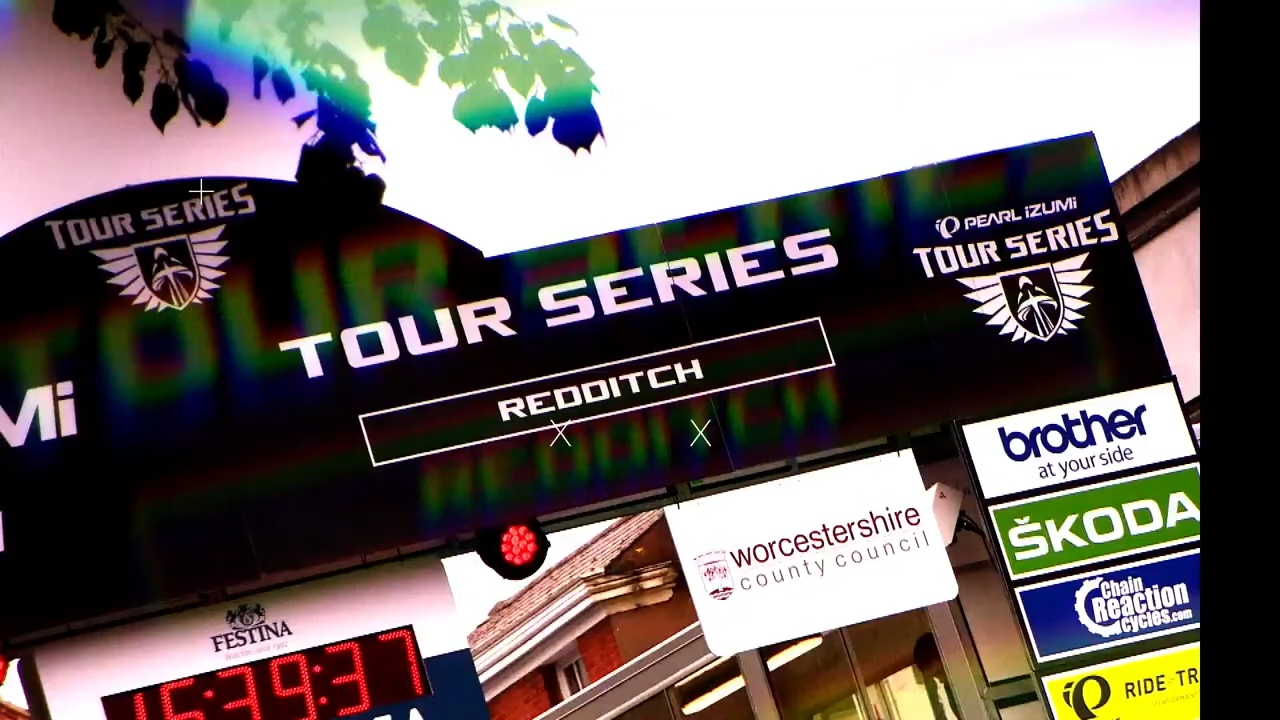 TOUR SERIES
PEARL iZUMi
TOUR SERIES
TOUR SERIES
REDDITCH
Mi
brother
at your side
ŠKODA
worcestershire
county council
Chain
Reaction
cycles.com
FESTINA
15:39:37
RIDE